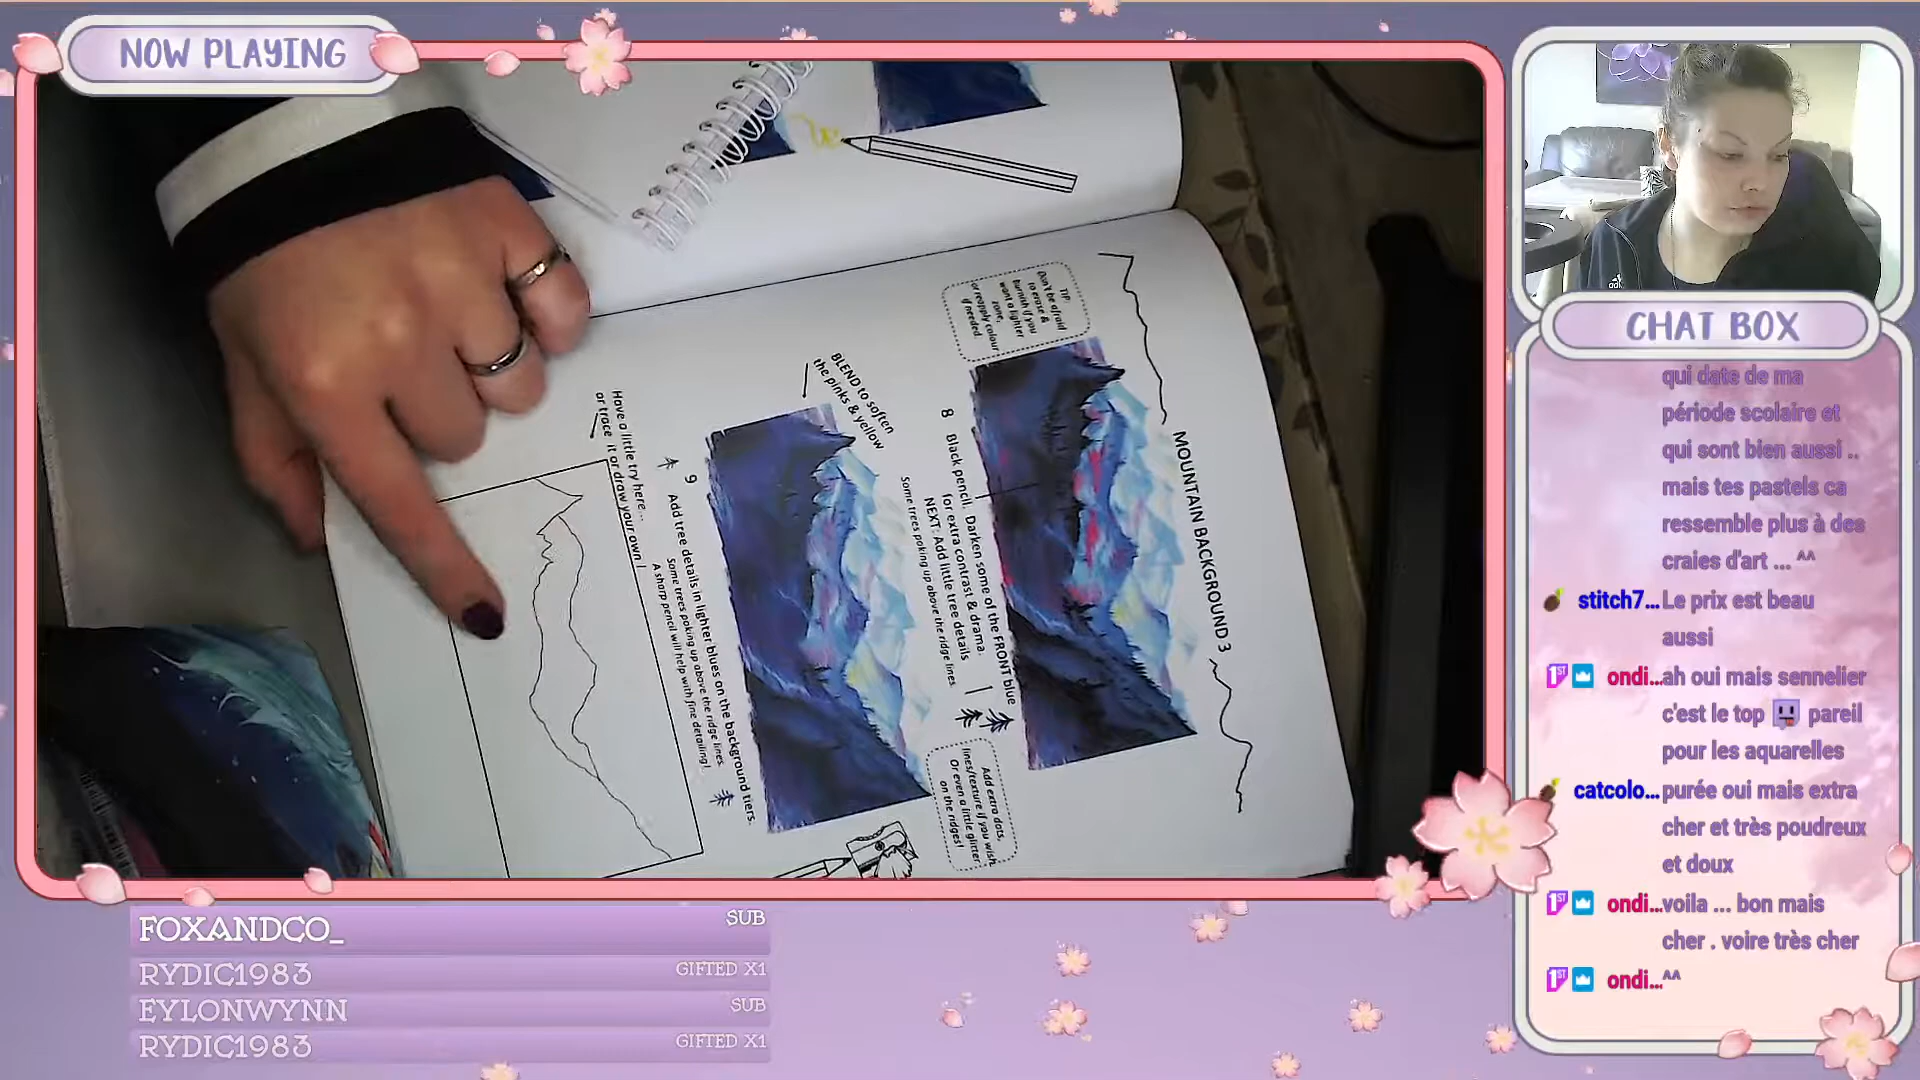 NOW PLAYING
TIP:
Don't be afraid
to erase &
burnish if you
want a lighter
zone,
or reapply colour
if needed.
MOUNTAIN BACKGROUND 3
8 Black pencil. Darken some of the FRONT blue
for extra contrast & drama.
NEXT: Add little tree details
Some trees poking up above the ridge lines.
Add extra dots,
lines/texture if you wish.
Or even a little glitter
on the ridges!
BLEND to soften
the pinks & yellow
9 Add tree details in lighter blues on the background tiers.
Some trees poking up above the ridge lines.
A sharp pencil will help with fine detailing!
Have a little try here...
or trace it or draw your own !
CHAT BOX
qui date de ma
période scolaire et
qui sont bien aussi ..
mais tes pastels ca
ressemble plus à des
craies d'art ... ^^
stitch7... Le prix est beau
aussi
1ST ondi... ah oui mais sennelier
c'est le top pareil
pour les aquarelles
catcolo... purée oui mais extra
cher et très poudreux
et doux
1ST ondi... voila ... bon mais
cher . voire très cher
1ST ondi... ^^
FOXANDCO_ SUB
RYDIC1983 GIFTED X1
EYLONWYNN SUB
RYDIC1983 GIFTED X1